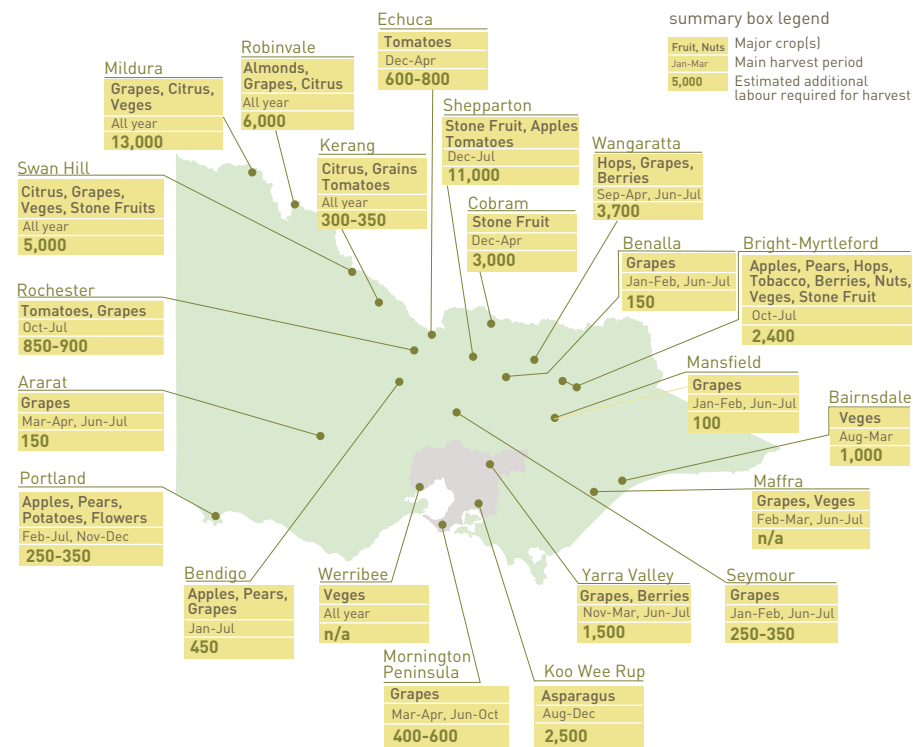 summary box legend
Fruit, Nuts
Major crop(s)
Jan-Mar
Main harvest period
5,000
Estimated additional
labour required for harvest
Echuca
Tomatoes
Dec-Apr
600-800
Robinvale
Almonds,
Grapes, Citrus
All year
6,000
Mildura
Grapes, Citrus,
Veges
All year
13,000
Shepparton
Stone Fruit, Apples
Tomatoes
Dec-Jul
11,000
Kerang
Citrus, Grains
Tomatoes
All year
300-350
Wangaratta
Hops, Grapes,
Berries
Sep-Apr, Jun-Jul
3,700
Swan Hill
Citrus, Grapes,
Veges, Stone Fruits
All year
5,000
Cobram
Stone Fruit
Dec-Apr
3,000
Benalla
Grapes
Jan-Feb, Jun-Jul
150
Bright-Myrtleford
Apples, Pears, Hops,
Tobacco, Berries, Nuts,
Veges, Stone Fruit
Oct-Jul
2,400
Rochester
Tomatoes, Grapes
Oct-Jul
850-900
Mansfield
Grapes
Jan-Feb, Jun-Jul
100
Ararat
Grapes
Mar-Apr, Jun-Jul
150
Bairnsdale
Veges
Aug-Mar
1,000
Portland
Apples, Pears,
Potatoes, Flowers
Feb-Jul, Nov-Dec
250-350
Maffra
Grapes, Veges
Feb-Mar, Jun-Jul
n/a
Bendigo
Apples, Pears,
Grapes
Jan-Jul
450
Werribee
Veges
All year
n/a
Yarra Valley
Grapes, Berries
Nov-Mar, Jun-Jul
1,500
Seymour
Grapes
Jan-Feb, Jun-Jul
250-350
Mornington
Peninsula
Grapes
Mar-Apr, Jun-Oct
400-600
Koo Wee Rup
Asparagus
Aug-Dec
2,500